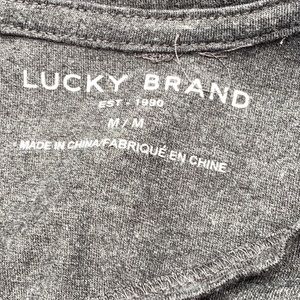 LUCKY BRAND
EST - 1990
M / M
MADE IN CHINA/FABRIQUÉ EN CHINE